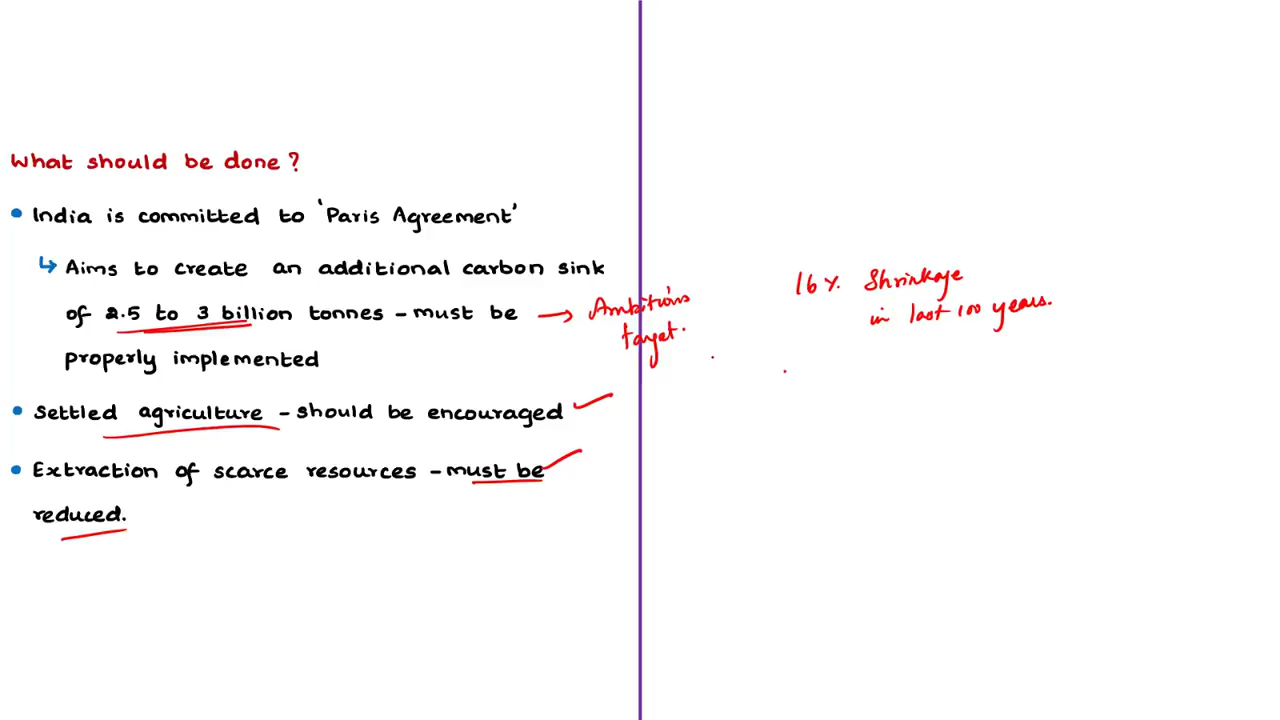 What should be done?
• India is committed to 'Paris Agreement'
↳ Aims to create an additional carbon sink
of 2.5 to 3 billion tonnes - must be → Ambitious
target.
properly implemented
• Settled agriculture - should be encouraged ✓
• Extraction of scarce resources - must be ✓
reduced.
16% Shrinkage
in last 100 years.